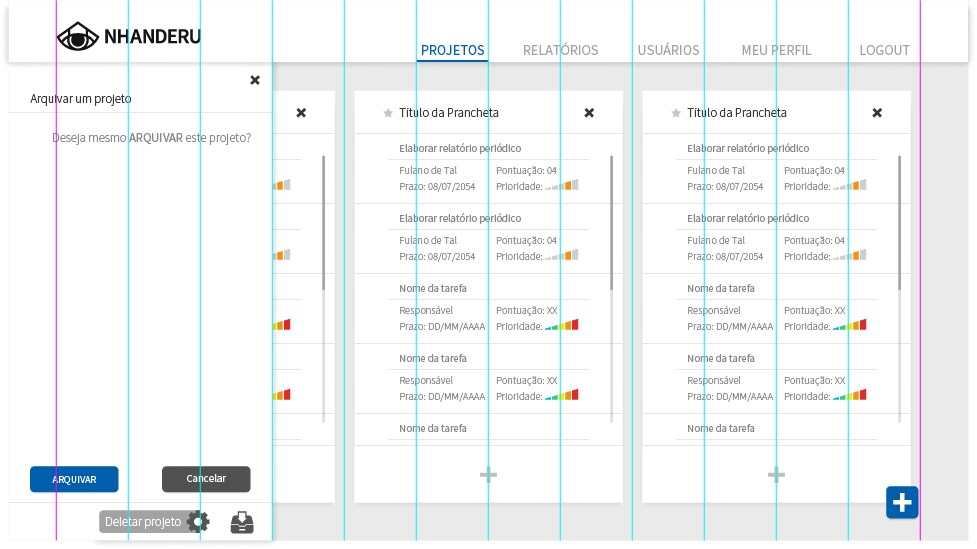 NHANDERU
PROJETOS RELATÓRIOS USUÁRIOS MEU PERFIL LOGOUT
Arquivar um projeto
Deseja mesmo ARQUIVAR este projeto?
ARQUIVAR Cancelar
Deletar projeto
Título da Prancheta
Elaborar relatório periódico
Fulano de Tal Pontuação: 04
Prazo: 08/07/2054 Prioridade:
Elaborar relatório periódico
Fulano de Tal Pontuação: 04
Prazo: 08/07/2054 Prioridade:
Nome da tarefa
Responsável Pontuação: XX
Prazo: DD/MM/AAAA Prioridade:
Nome da tarefa
Responsável Pontuação: XX
Prazo: DD/MM/AAAA Prioridade:
Nome da tarefa
Título da Prancheta
Elaborar relatório periódico
Fulano de Tal Pontuação: 04
Prazo: 08/07/2054 Prioridade:
Elaborar relatório periódico
Fulano de Tal Pontuação: 04
Prazo: 08/07/2054 Prioridade:
Nome da tarefa
Responsável Pontuação: XX
Prazo: DD/MM/AAAA Prioridade:
Nome da tarefa
Responsável Pontuação: XX
Prazo: DD/MM/AAAA Prioridade:
Nome da tarefa